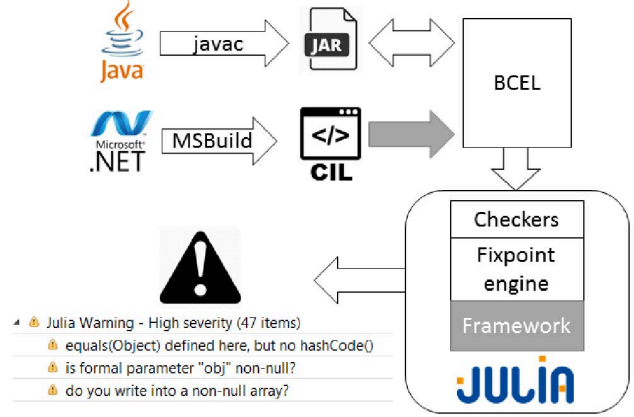 Java
javac
JAR
BCEL
Microsoft®
.NET
MSBuild
</>
CIL
Checkers
Fixpoint
engine
Framework
JULIA
Julia Warning - High severity (47 items)
equals(Object) defined here, but no hashCode()
is formal parameter "obj" non-null?
do you write into a non-null array?